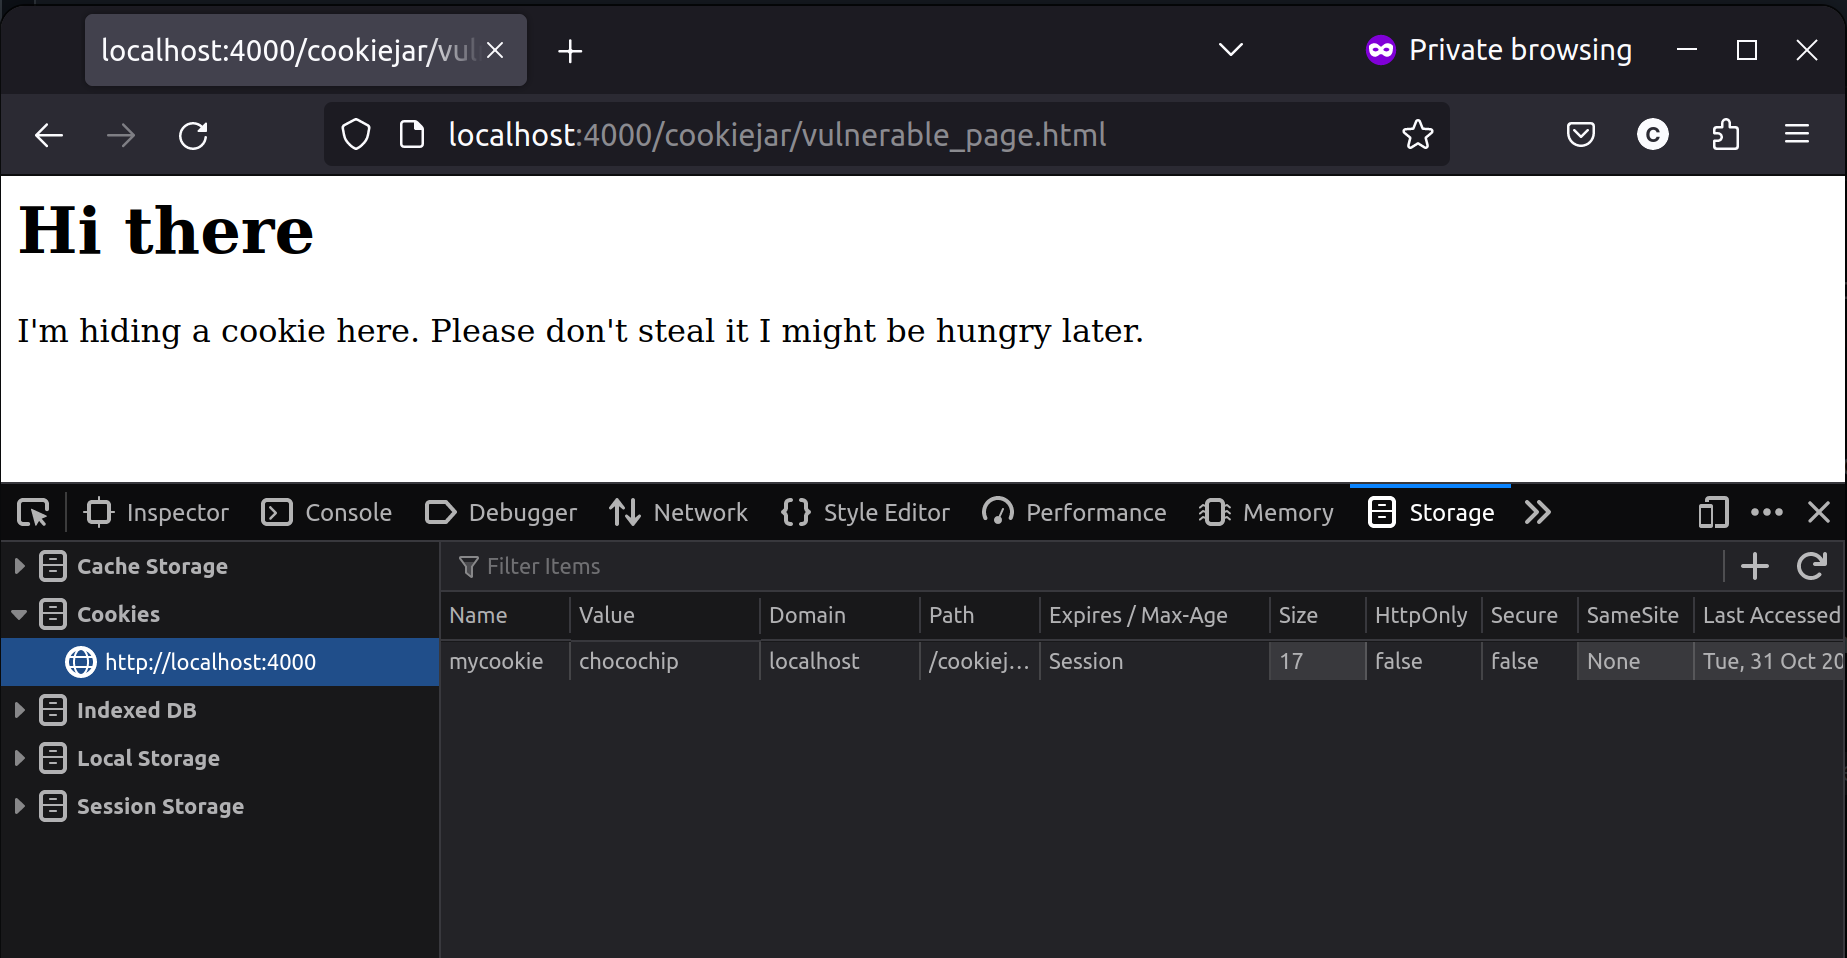 localhost:4000/cookiejar/vul
Private browsing
localhost:4000/cookiejar/vulnerable_page.html
C
Hi there
I'm hiding a cookie here. Please don't steal it I might be hungry later.
Inspector Console Debugger Network Style Editor Performance Memory Storage
Cache Storage
Cookies
http://localhost:4000
Indexed DB
Local Storage
Session Storage
Filter Items
Name Value Domain Path Expires / Max-Age Size HttpOnly Secure SameSite Last Accessed
mycookie chocochip localhost /cookiej... Session 17 false false None Tue, 31 Oct 20